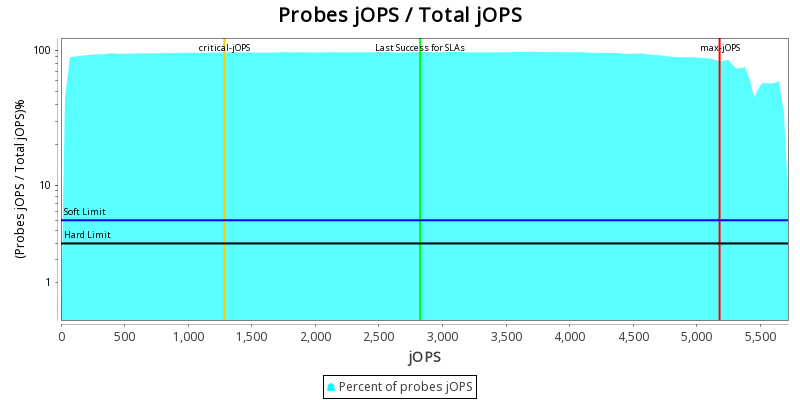 Probes jOPS / Total jOPS
critical-jOPS
Last Success for SLAs
max-jOPS
100
10
1
(Probes jOPS / Total jOPS)%
Soft Limit
Hard Limit
0
500
1,000
1,500
2,000
2,500
3,000
3,500
4,000
4,500
5,000
5,500
jOPS
Percent of probes jOPS